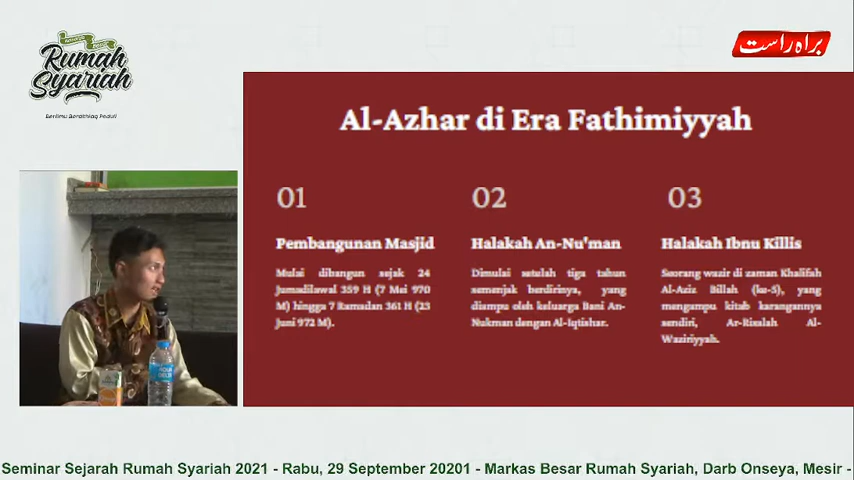 Rumah
Syariah
Berilmu Berakhlaq Peduli
براہ راست
Al-Azhar di Era Fathimiyyah
01
Pembangunan Masjid
Mulai dibangun sejak 24
Jumadilawal 359 H (7 Mei 970
M) hingga 7 Ramadan 361 H (23
Juni 972 M).
02
Halakah An-Nu'man
Dimulai setelah tiga tahun
semenjak berdirinya, yang
diampu oleh keluarga Bani An-
Nukman dengan Al-Iqtishar.
03
Halakah Ibnu Killis
Seorang wazir di zaman Khalifah
Al-Aziz Billah (ke-5), yang
mengampu kitab karangannya
sendiri, Ar-Risalah Al-
Waziriyyah.
Seminar Sejarah Rumah Syariah 2021 - Rabu, 29 September 20201 - Markas Besar Rumah Syariah, Darb Onseya, Mesir -